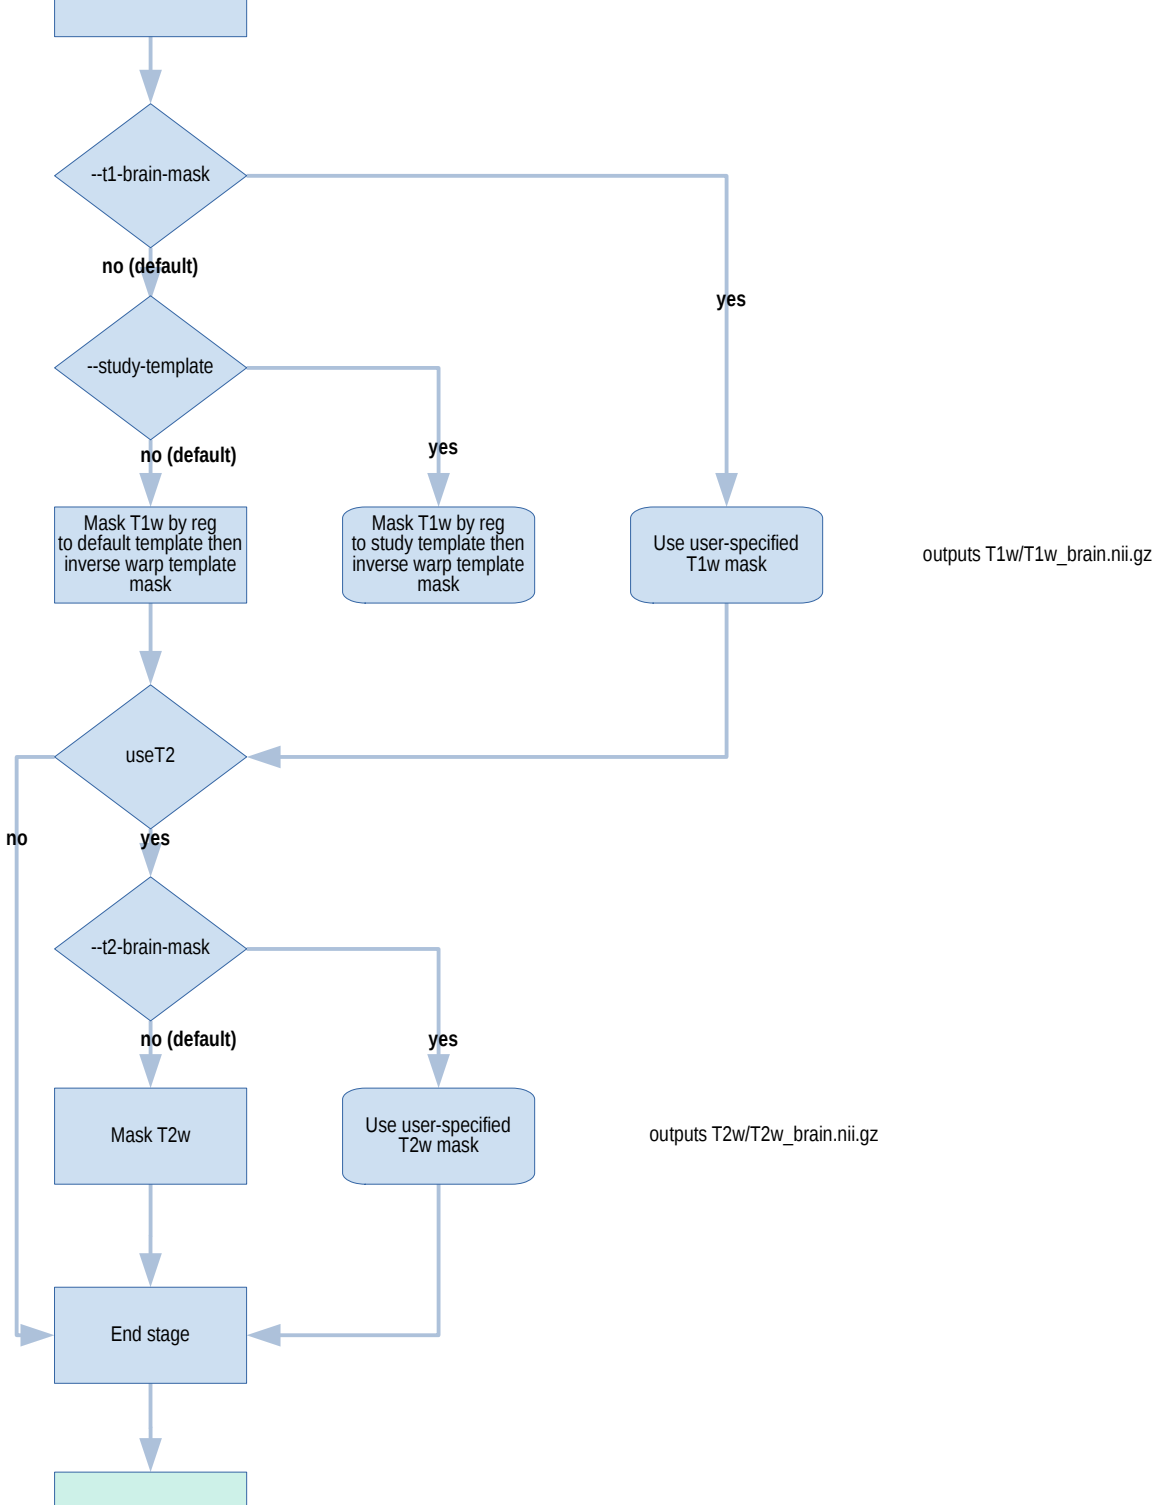 --t1-brain-mask
no (default)
yes
--study-template
no (default)
yes
Mask T1w by reg
to default template then
inverse warp template
mask
Mask T1w by reg
to study template then
inverse warp template
mask
Use user-specified
T1w mask
outputs T1w/T1w_brain.nii.gz
useT2
no
yes
--t2-brain-mask
no (default)
yes
Mask T2w
Use user-specified
T2w mask
outputs T2w/T2w_brain.nii.gz
End stage